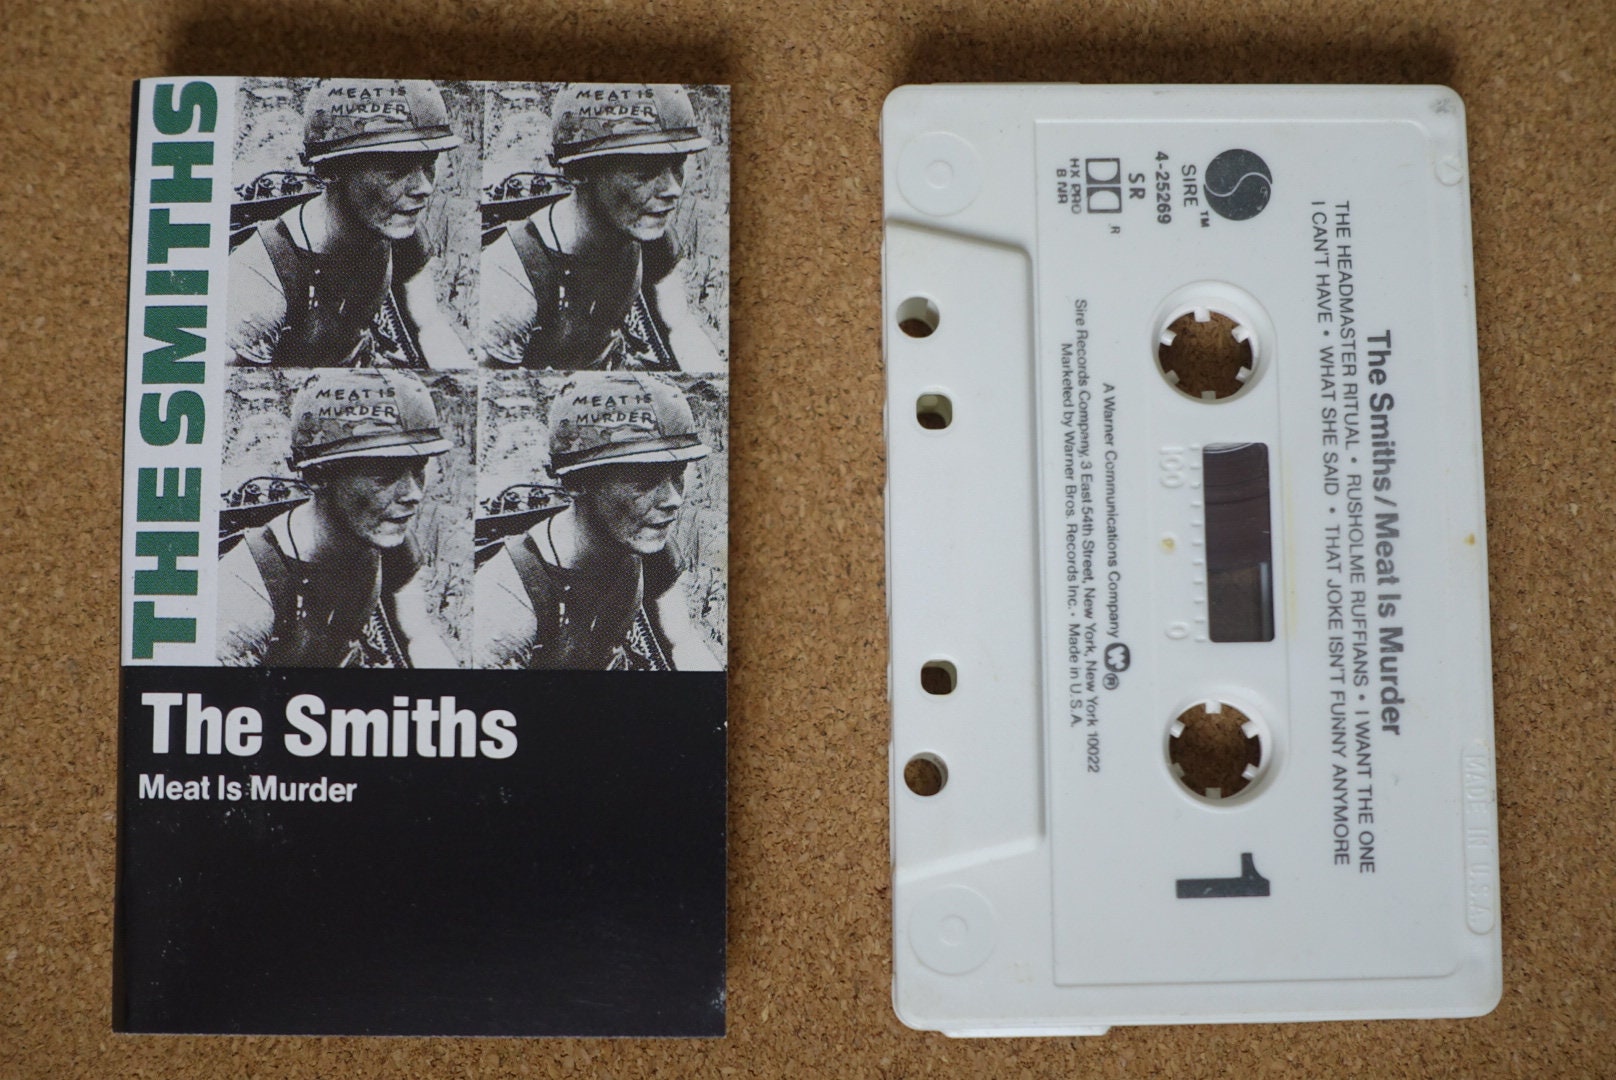 THE SMITHS
MEAT IS
MURDER
MEAT IS
MURDER
MEAT IS
MURDER
MEAT IS
MURDER
The Smiths
Meat Is Murder
The Smiths/Meat Is Murder
THE HEADMASTER RITUAL • RUSHOLME RUFFIANS • I WANT THE ONE
I CAN'T HAVE • WHAT SHE SAID • THAT JOKE ISN'T FUNNY ANYMORE
SIRE ™
4-25269
SR
HX PRO
B NR
R
100 0
1
A Warner Communications Company W®
Sire Records Company, 3 East 54th Street, New York, New York 10022
Marketed by Warner Bros. Records Inc. • Made in U.S.A.
MADE IN U.S.A.